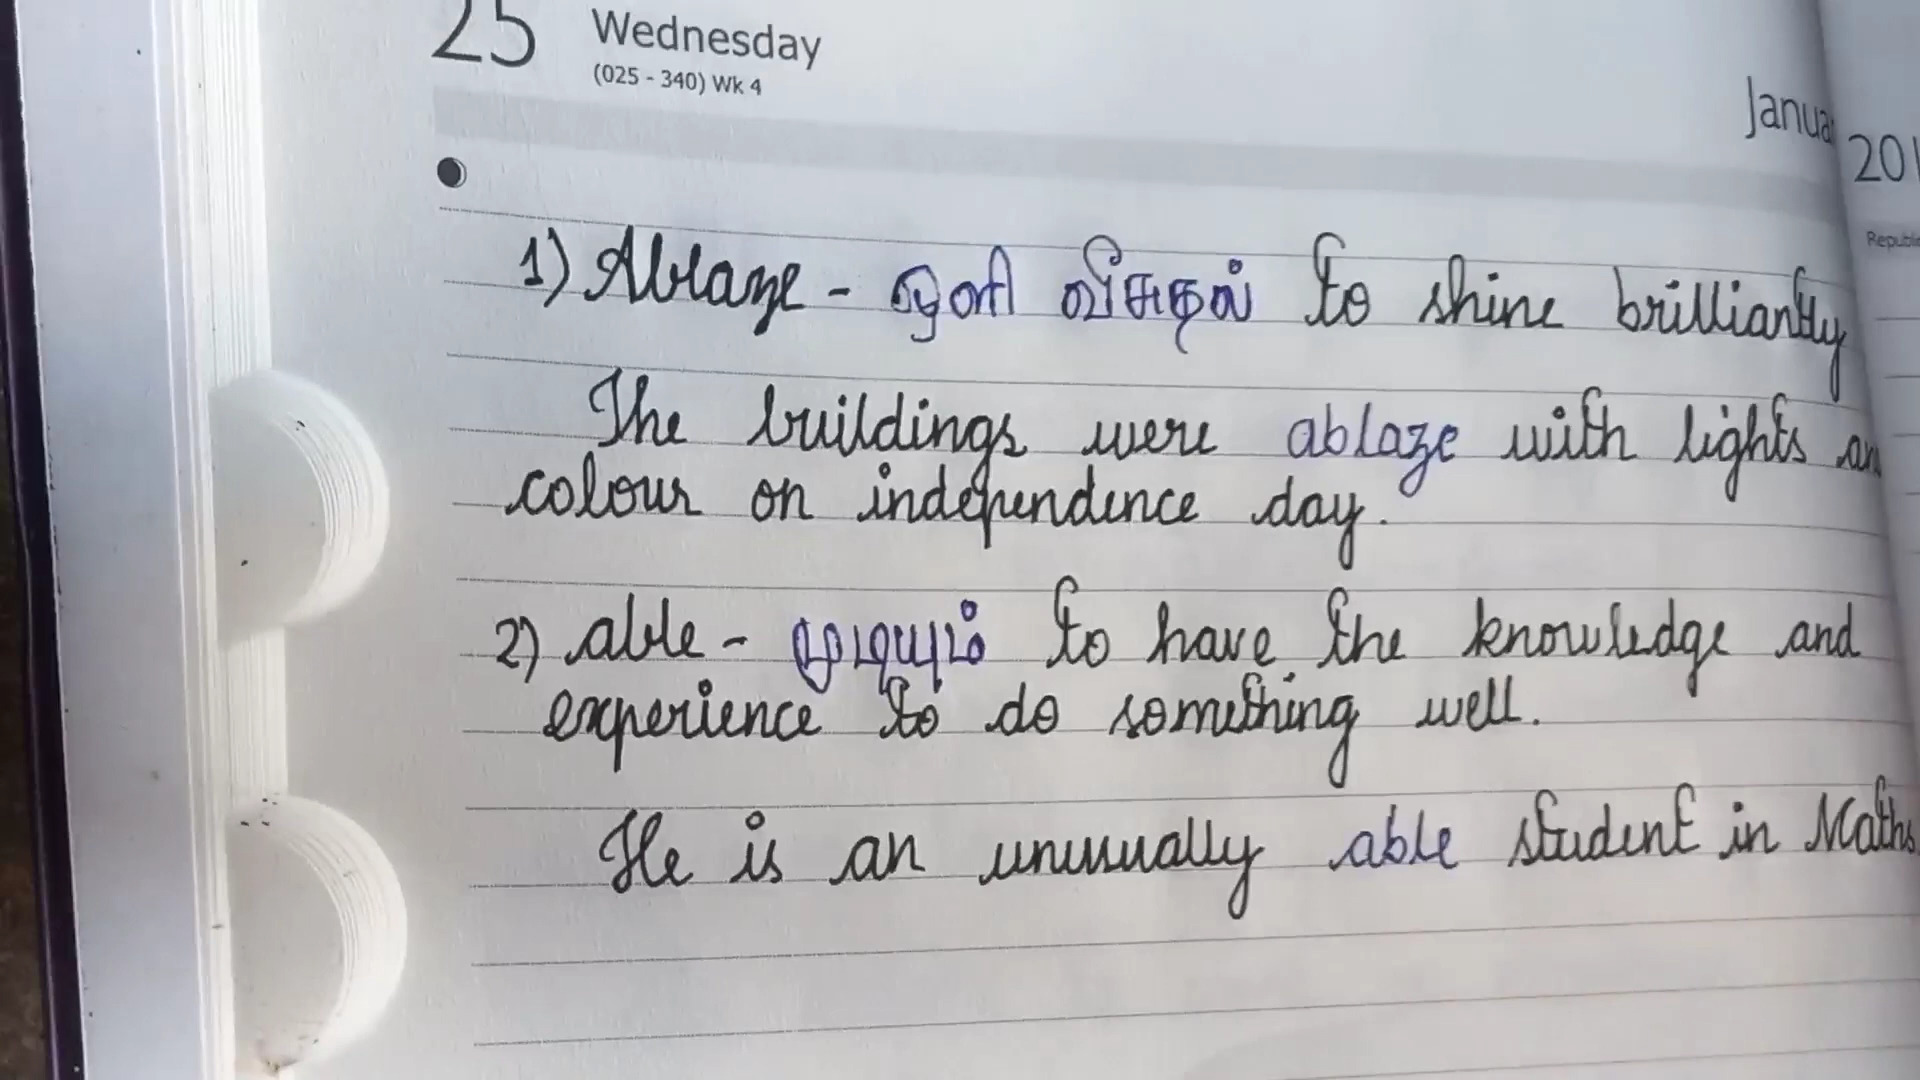 25 Wednesday
(025 - 340) Wk 4
Janua
201
Republic
1) Ablaze - ஒளி வீசுதல் to shine brilliantly
The buildings were ablaze with lights an
colour on independence day.
2) able - முடியும் to have the knowledge and
experience to do something well.
He is an unusually able student in Maths.